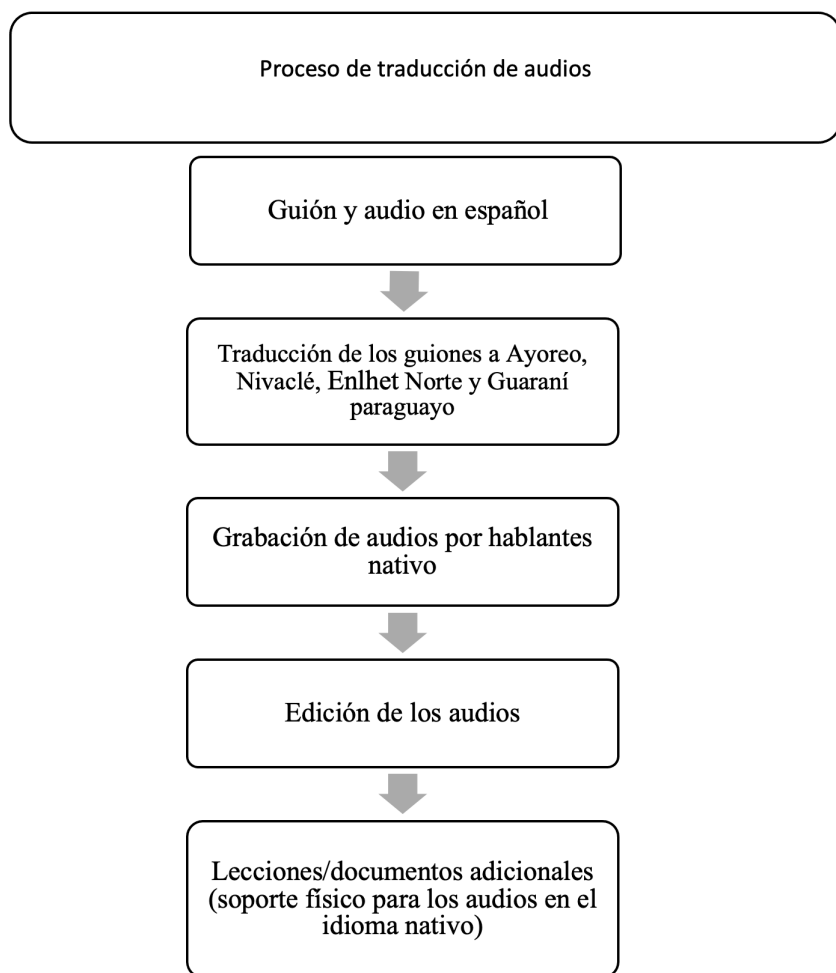 Proceso de traducción de audios
Guión y audio en español
Traducción de los guiones a Ayoreo,
Nivaclé, Enlhet Norte y Guaraní
paraguayo
Grabación de audios por hablantes
nativo
Edición de los audios
Lecciones/documentos adicionales
(soporte físico para los audios en el
idioma nativo)